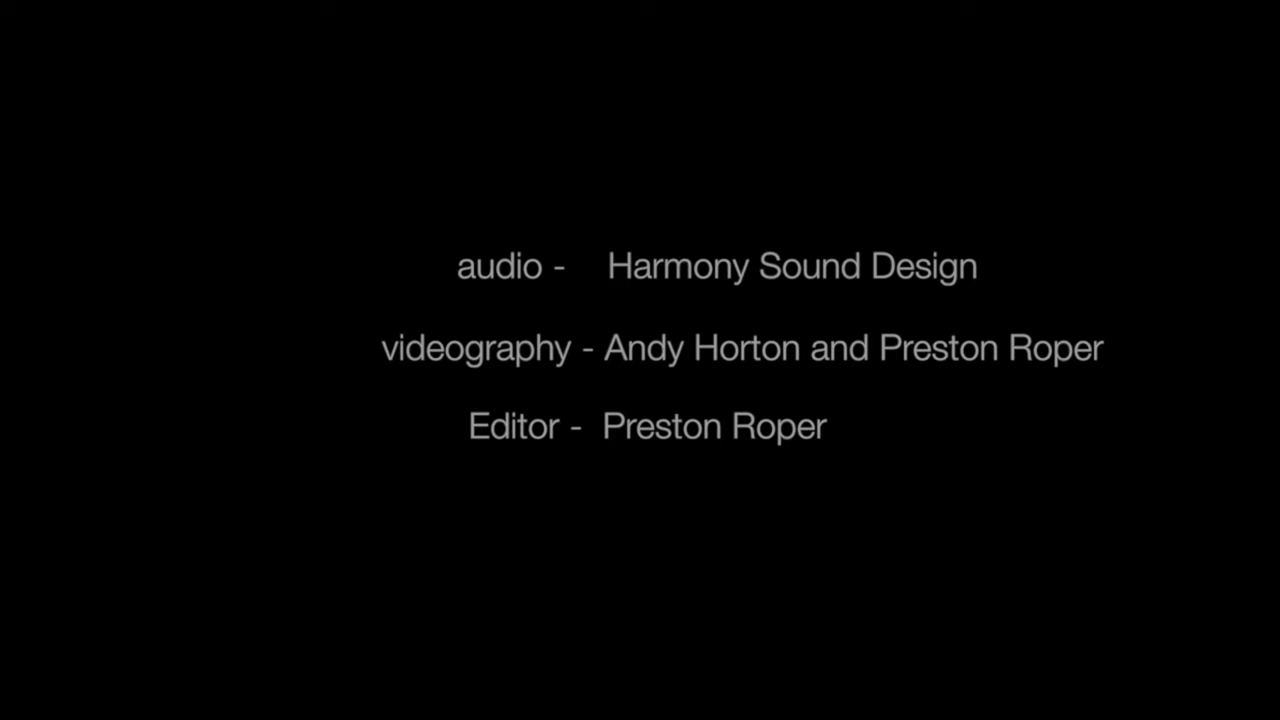 audio - Harmony Sound Design
videography - Andy Horton and Preston Roper
Editor - Preston Roper